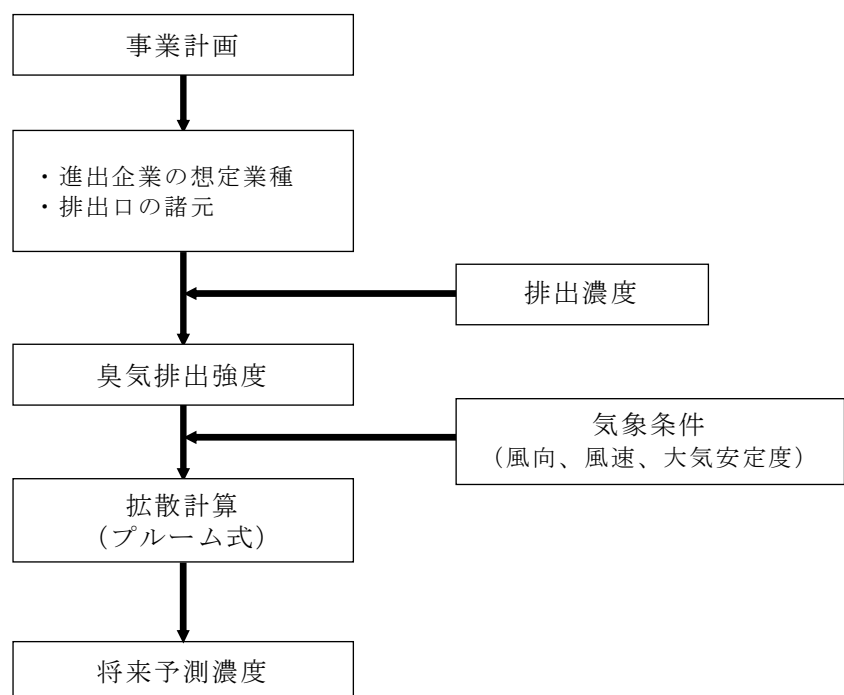 事業計画
・進出企業の想定業種
・排出口の諸元
排出濃度
臭気排出強度
気象条件
（風向、風速、大気安定度）
拡散計算
（プルーム式）
将来予測濃度